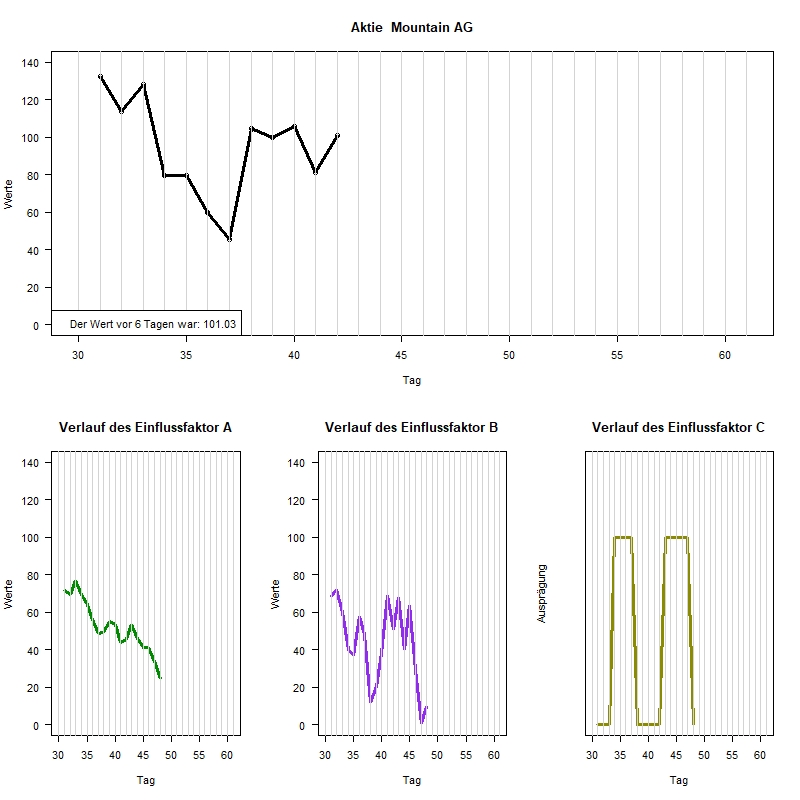 Aktie  Mountain AG
Werte
140
120
100
80
60
40
20
0
Der Wert vor 6 Tagen war: 101.03
30 35 40 45 50 55 60
Tag
Verlauf des Einflussfaktor A
Werte
140
120
100
80
60
40
20
0
30 35 40 45 50 55 60
Tag
Verlauf des Einflussfaktor B
Werte
140
120
100
80
60
40
20
0
30 35 40 45 50 55 60
Tag
Verlauf des Einflussfaktor C
Ausprägung
30 35 40 45 50 55 60
Tag